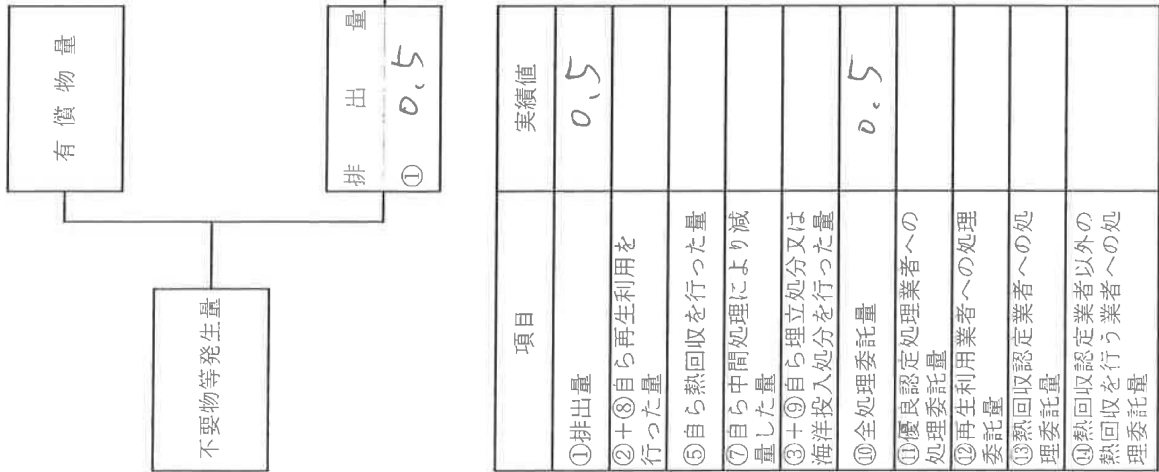 不要物等発生量
有償物量
排出量
① 0.5
項目 実績値
①排出量 0.5
②+⑧自ら再生利用を
行った量
⑤自ら熱回収を行った量
⑦自ら中間処理により減
量した量
③+⑨自ら埋立処分又は
海洋投入処分を行った量
⑩全処理委託量 0.5
⑪優良認定処理業者への
処理委託量
⑫再生利用業者への処理
委託量
⑬熱回収認定業者への処
理委託量
⑭熱回収認定業者以外の
熱回収を行う業者への処
理委託量